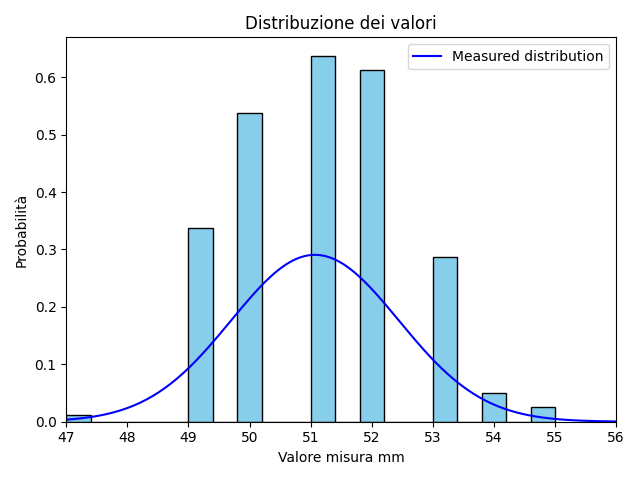 Distribuzione dei valori
Measured distribution
Probabilità
0.6
0.5
0.4
0.3
0.2
0.1
0.0
47 48 49 50 51 52 53 54 55 56
Valore misura mm